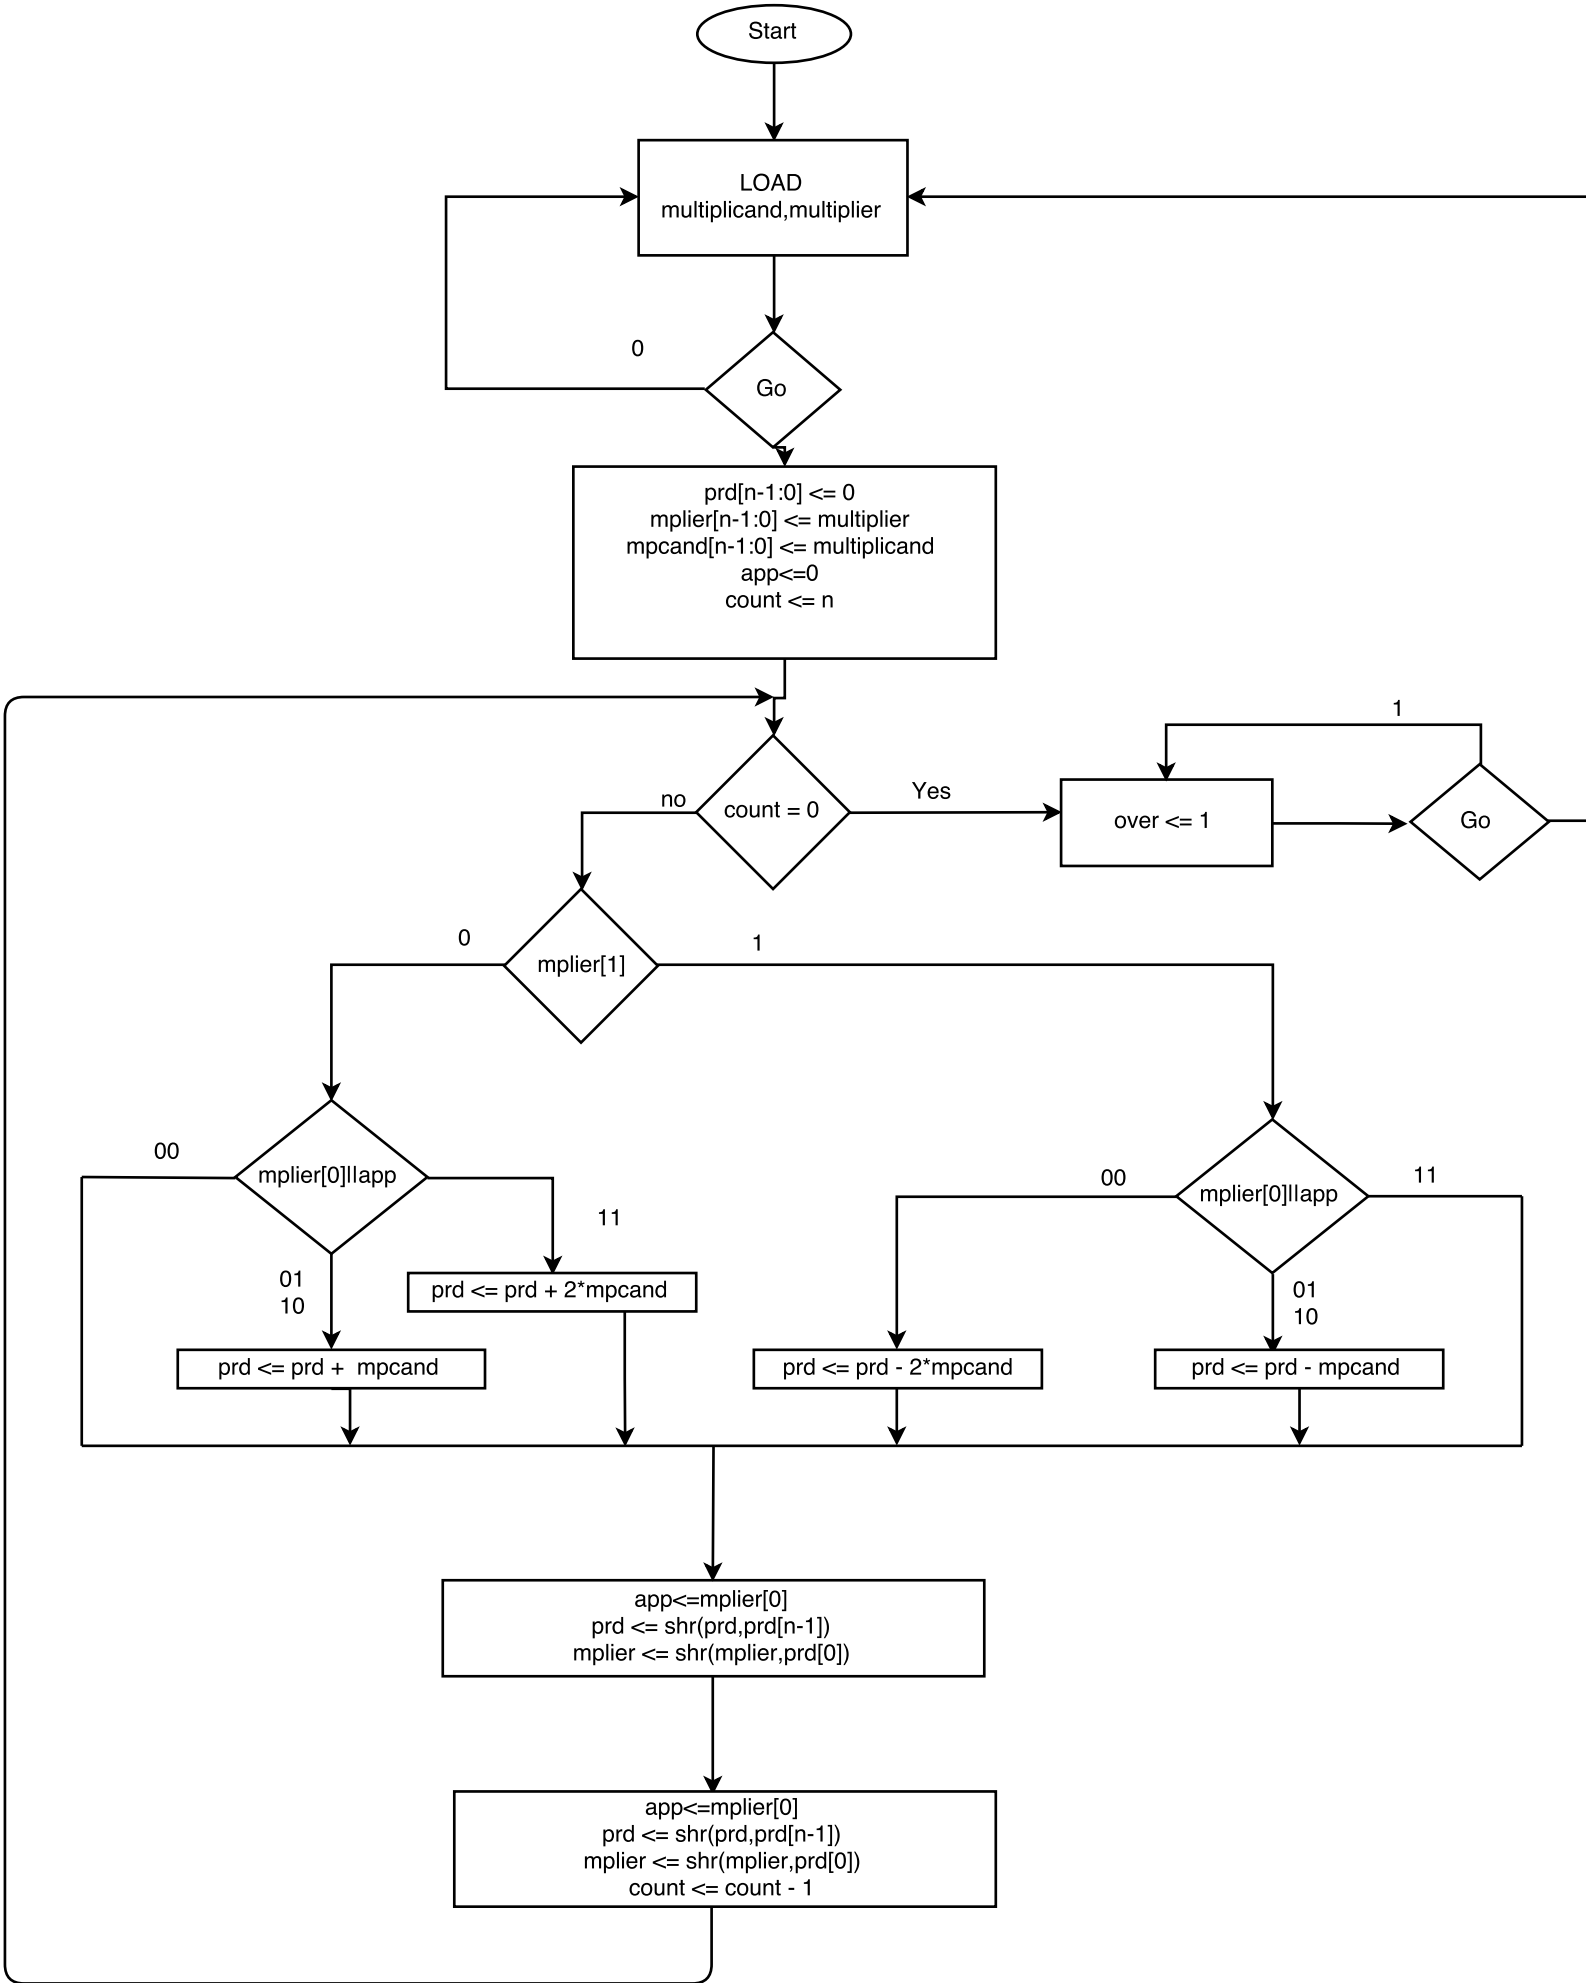 Start
LOAD
multiplicand,multiplier
0
Go
prd[n-1:0] <= 0
mplier[n-1:0] <= multiplier
mpcand[n-1:0] <= multiplicand
app<=0
count <= n
1
no
count = 0
Yes
over <= 1
Go
0
mplier[1]
1
00
mplier[0]||app
11
01
10
prd <= prd + 2*mpcand
prd <= prd + mpcand
00
mplier[0]||app
11
01
10
prd <= prd - 2*mpcand
prd <= prd - mpcand
app<=mplier[0]
prd <= shr(prd,prd[n-1])
mplier <= shr(mplier,prd[0])
app<=mplier[0]
prd <= shr(prd,prd[n-1])
mplier <= shr(mplier,prd[0])
count <= count - 1